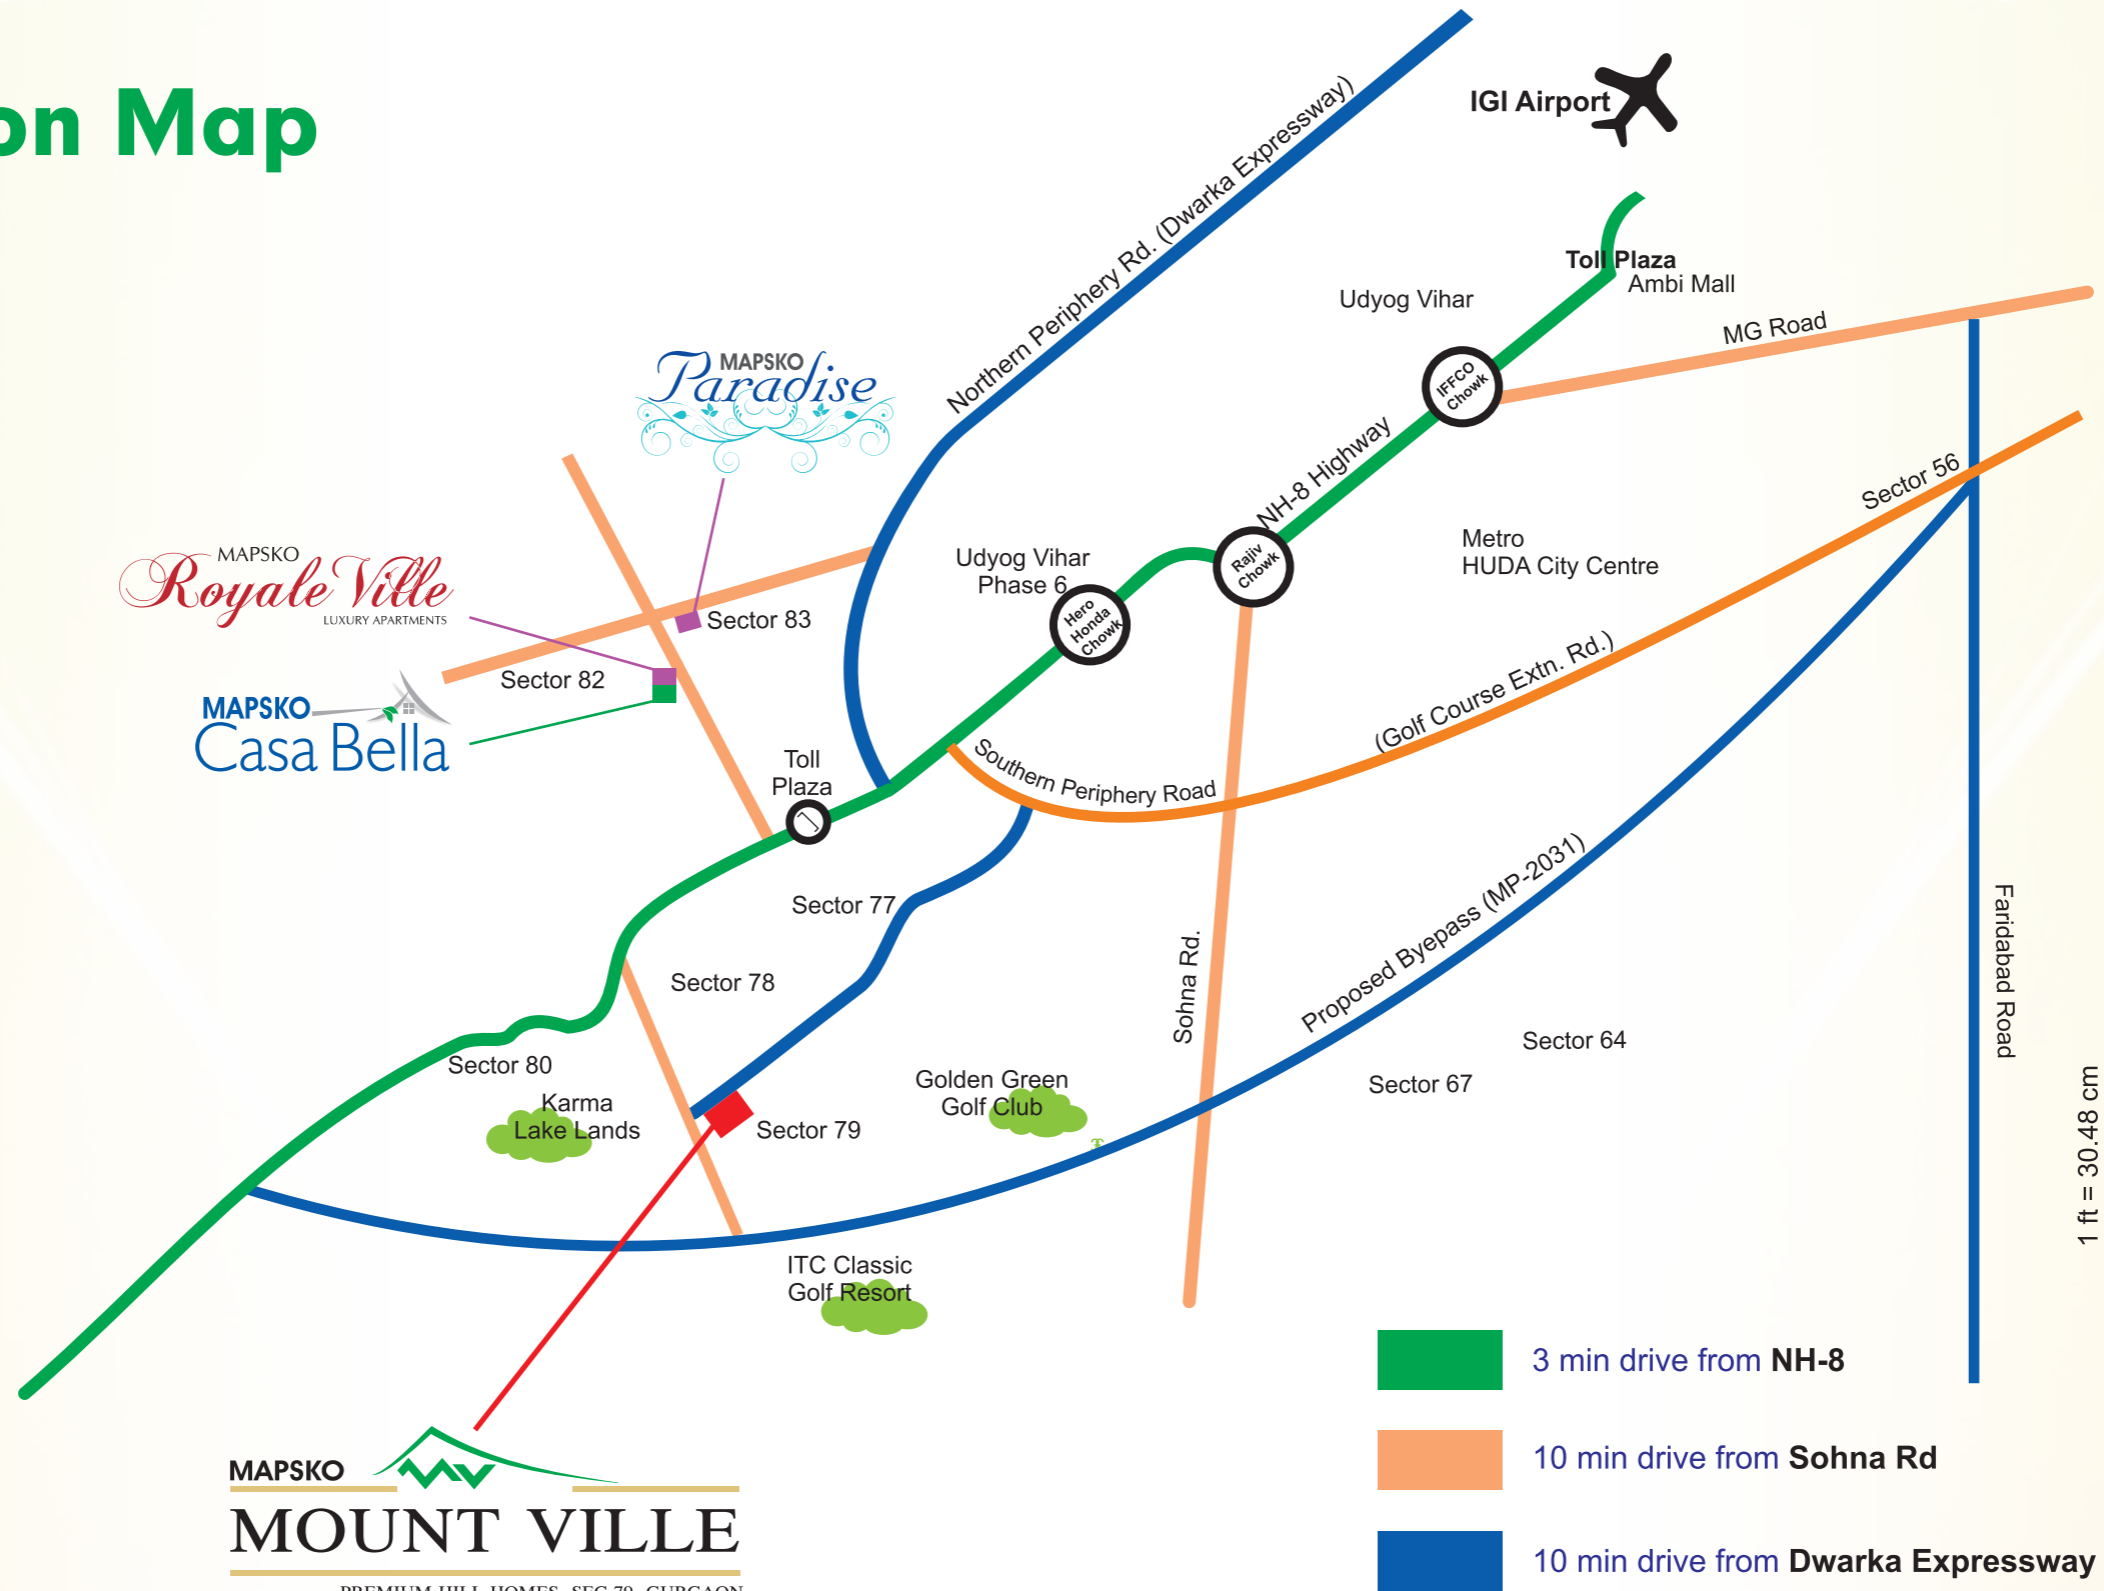 on Map
IGI Airport
Northern Periphery Rd. (Dwarka Expressway)
Toll Plaza
Ambi Mall
Udyog Vihar
MG Road
IFFCO
Chowk
NH-8 Highway
MAPSKO
Paradise
Sector 56
Metro
HUDA City Centre
Rajiv
Chowk
Udyog Vihar
Phase 6
Hero
Honda
Chowk
MAPSKO
Royale Ville
LUXURY APARTMENTS
Sector 83
Sector 82
MAPSKO
Casa Bella
Toll
Plaza
Southern Periphery Road
(Golf Course Extn. Rd.)
Sector 77
Sector 78
Sohna Rd.
Proposed Byepass (MP-2031)
Faridabad Road
Sector 64
Sector 67
Sector 80
Karma
Lake Lands
Golden Green
Golf Club
Sector 79
1 ft = 30.48 cm
ITC Classic
Golf Resort
3 min drive from NH-8
10 min drive from Sohna Rd
10 min drive from Dwarka Expressway
MAPSKO
MOUNT VILLE
PREMIUM HILL HOMES, SEC 79, GURGAON